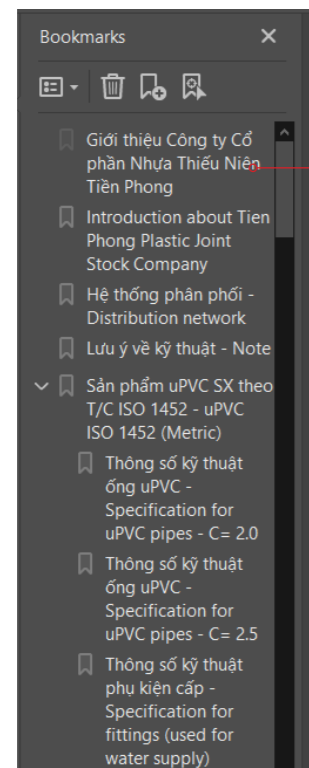 Bookmarks
Giới thiệu Công ty Cổ
phần Nhựa Thiếu Niên
Tiền Phong
Introduction about Tien
Phong Plastic Joint
Stock Company
Hệ thống phân phối -
Distribution network
Lưu ý về kỹ thuật - Note
Sản phẩm uPVC SX theo
T/C ISO 1452 - uPVC
ISO 1452 (Metric)
Thông số kỹ thuật
ống uPVC -
Specification for
uPVC pipes - C= 2.0
Thông số kỹ thuật
ống uPVC -
Specification for
uPVC pipes - C= 2.5
Thông số kỹ thuật
phụ kiện cấp -
Specification for
fittings (used for
water supply)